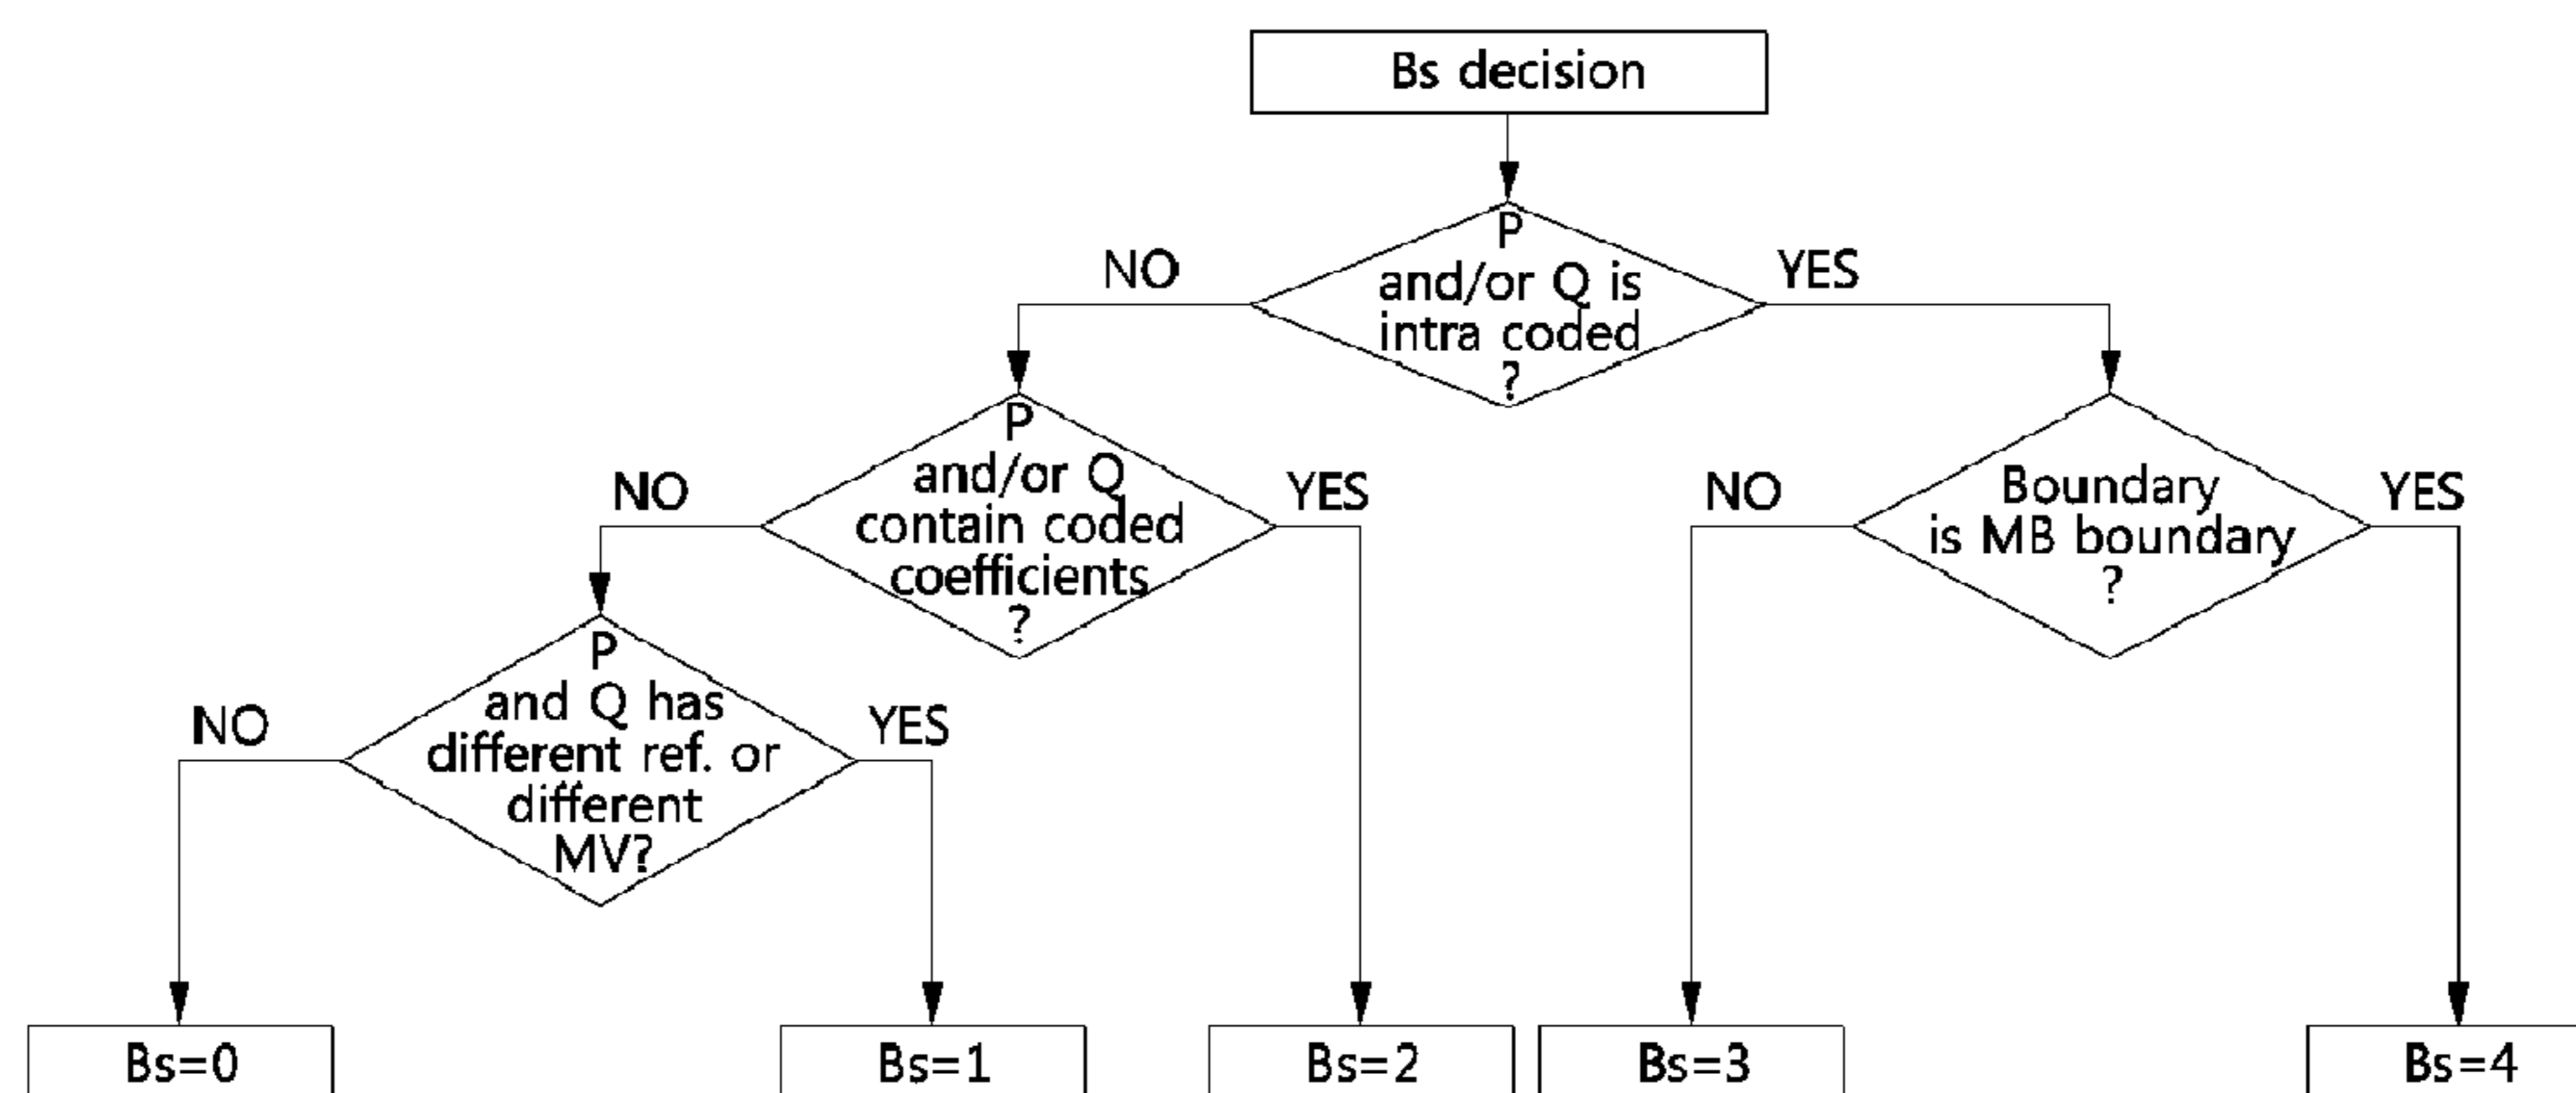 Bs decision
P
and/or Q is
intra coded
?
NO
YES
P
and/or Q
contain coded
coefficients
?
NO
YES
Boundary
is MB boundary
?
NO
YES
P
and Q has
different ref. or
different
MV?
NO
YES
Bs=0
Bs=1
Bs=2
Bs=3
Bs=4